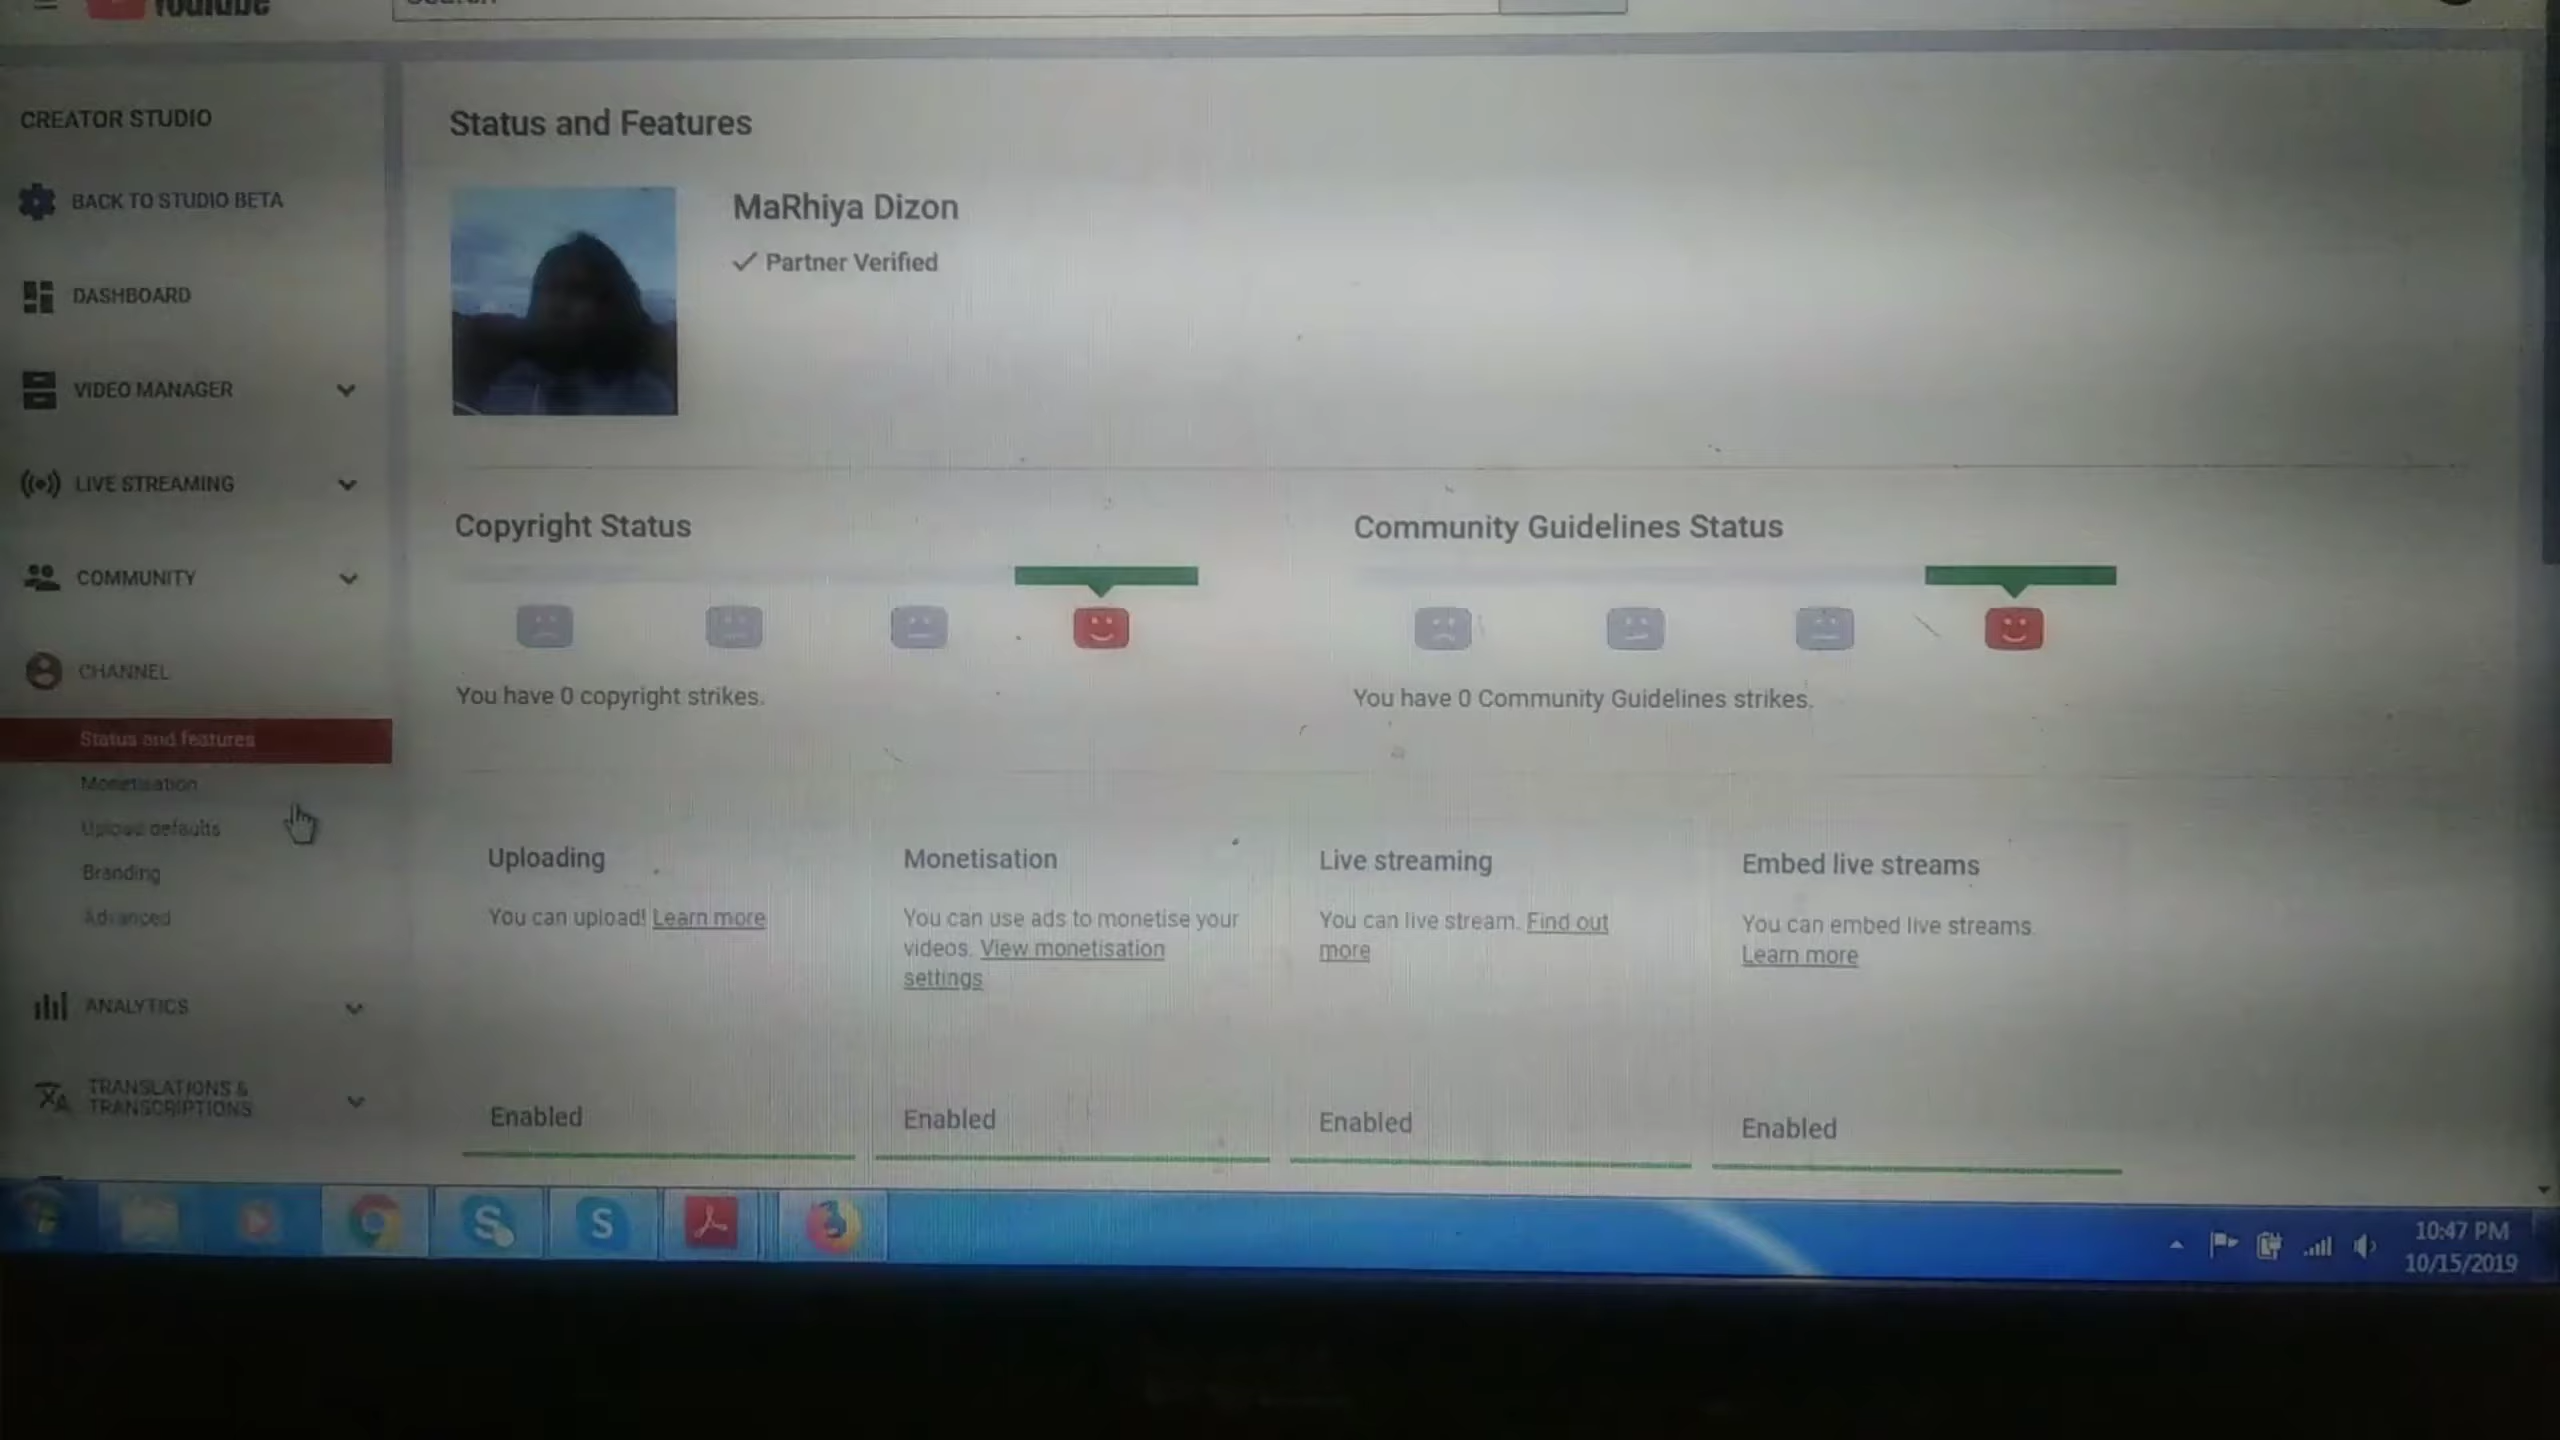 YouTube
Search
CREATOR STUDIO
BACK TO STUDIO BETA
DASHBOARD
VIDEO MANAGER
LIVE STREAMING
COMMUNITY
CHANNEL
Status and features
Monetisation
Upload defaults
Branding
Advanced
ANALYTICS
TRANSLATIONS &
TRANSCRIPTIONS
Status and Features
MaRhiya Dizon
Partner Verified
Copyright Status
You have 0 copyright strikes.
Community Guidelines Status
You have 0 Community Guidelines strikes.
Uploading
You can upload! Learn more
Enabled
Monetisation
You can use ads to monetise your
videos. View monetisation
settings
Enabled
Live streaming
You can live stream. Find out
more
Enabled
Embed live streams
You can embed live streams.
Learn more
Enabled
10:47 PM
10/15/2019